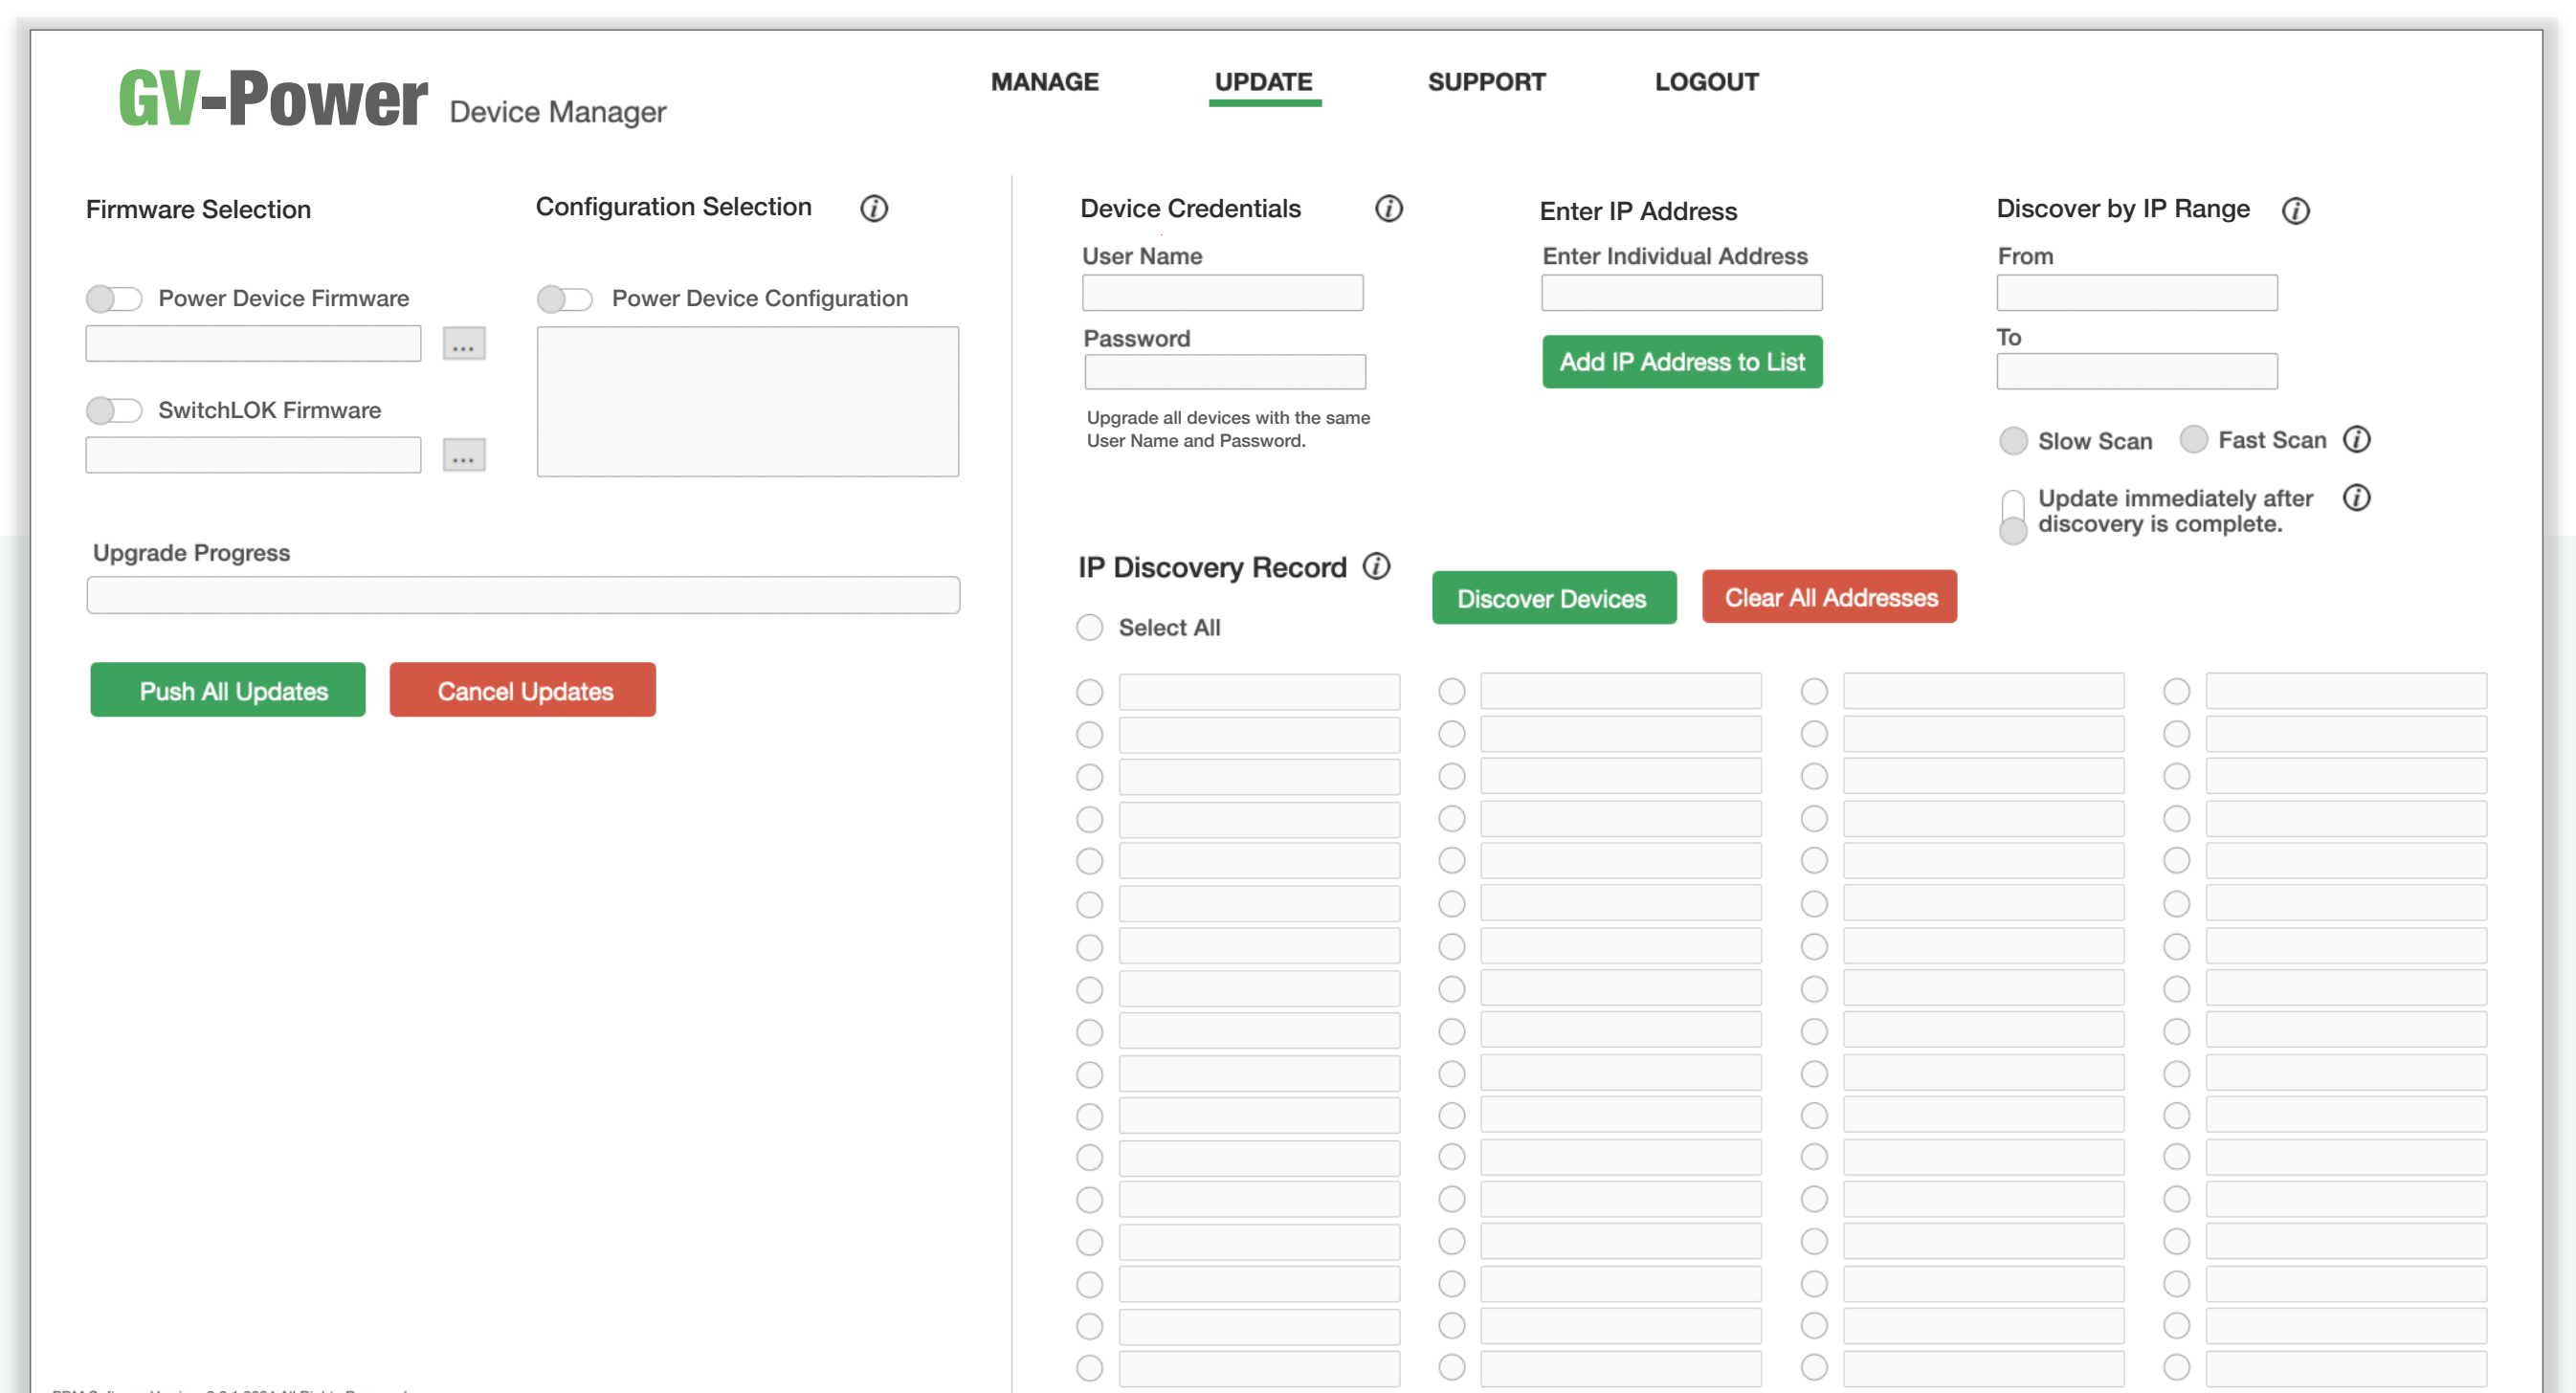 GV-Power Device Manager
MANAGE UPDATE SUPPORT LOGOUT
Firmware Selection
Configuration Selection
Power Device Firmware
...
SwitchLOK Firmware
...
Power Device Configuration
Upgrade Progress
Push All Updates
Cancel Updates
Device Credentials
User Name
Password
Upgrade all devices with the same
User Name and Password.
Enter IP Address
Enter Individual Address
Add IP Address to List
Discover by IP Range
From
To
Slow Scan
Fast Scan
Update immediately after
discovery is complete.
IP Discovery Record
Discover Devices
Clear All Addresses
Select All